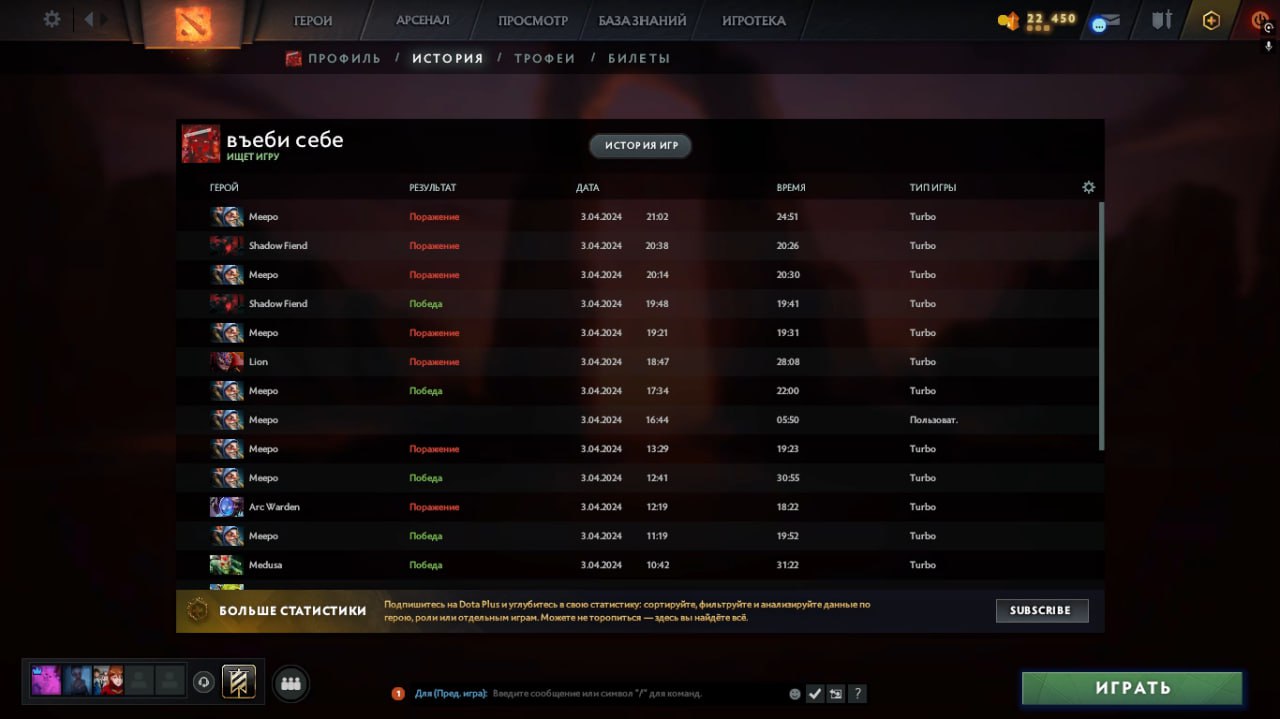 ГЕРОИ АРСЕНАЛ ПРОСМОТР БАЗА ЗНАНИЙ ИГРОТЕКА 22 450
ПРОФИЛЬ / ИСТОРИЯ / ТРОФЕИ / БИЛЕТЫ
въеби себе
ИЩЕТ ИГРУ
ИСТОРИЯ ИГР
ГЕРОЙ РЕЗУЛЬТАТ ДАТА ВРЕМЯ ТИП ИГРЫ
Meepo Поражение 3.04.2024 21:02 24:51 Turbo
Shadow Fiend Поражение 3.04.2024 20:38 20:26 Turbo
Meepo Поражение 3.04.2024 20:14 20:30 Turbo
Shadow Fiend Победа 3.04.2024 19:48 19:41 Turbo
Meepo Поражение 3.04.2024 19:21 19:31 Turbo
Lion Поражение 3.04.2024 18:47 28:08 Turbo
Meepo Победа 3.04.2024 17:34 22:00 Turbo
Meepo 3.04.2024 16:44 05:50 Пользоват.
Meepo Поражение 3.04.2024 13:29 19:23 Turbo
Meepo Победа 3.04.2024 12:41 30:55 Turbo
Arc Warden Поражение 3.04.2024 12:19 18:22 Turbo
Meepo Победа 3.04.2024 11:19 19:52 Turbo
Medusa Победа 3.04.2024 10:42 31:22 Turbo
БОЛЬШЕ СТАТИСТИКИ
Подпишитесь на Dota Plus и углубитесь в свою статистику: сортируйте, фильтруйте и анализируйте данные по
герою, роли или отдельным играм. Можете не торопиться — здесь вы найдёте всё.
SUBSCRIBE
1 Для (Пред. игра): Введите сообщение или символ "/" для команд. ?
ИГРАТЬ